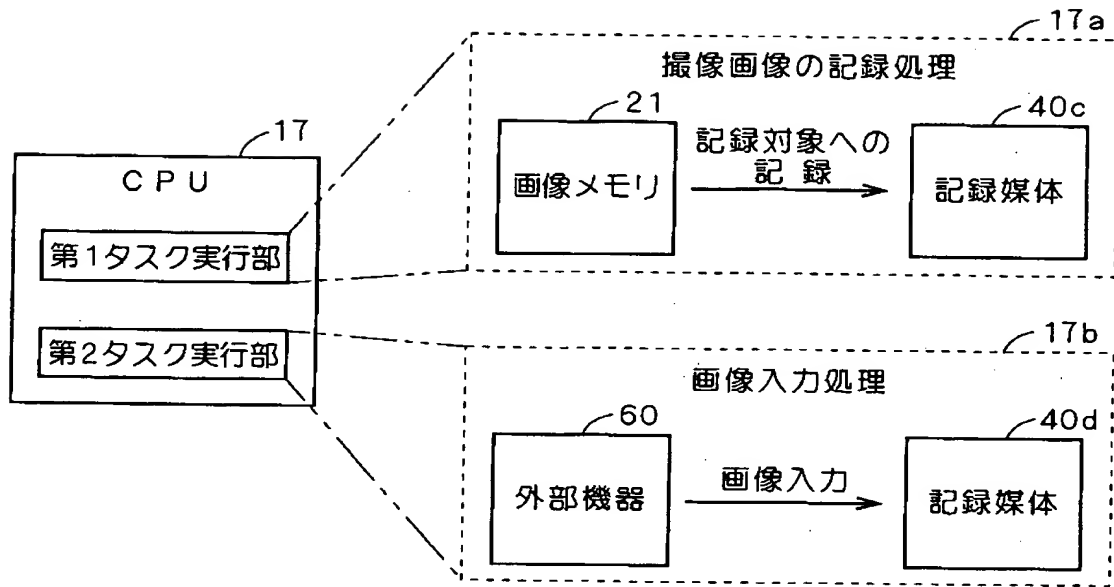 17
CPU
第1タスク実行部
第2タスク実行部
17a
撮像画像の記録処理
21
画像メモリ
記録対象への
記録
40c
記録媒体
17b
画像入力処理
60
外部機器
画像入力
40d
記録媒体